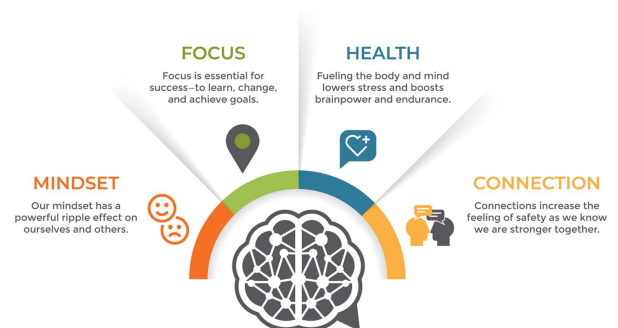 FOCUS
Focus is essential for
success—to learn, change,
and achieve goals.
HEALTH
Fueling the body and mind
lowers stress and boosts
brainpower and endurance.
MINDSET
Our mindset has a
powerful ripple effect on
ourselves and others.
CONNECTION
Connections increase the
feeling of safety as we know
we are stronger together.